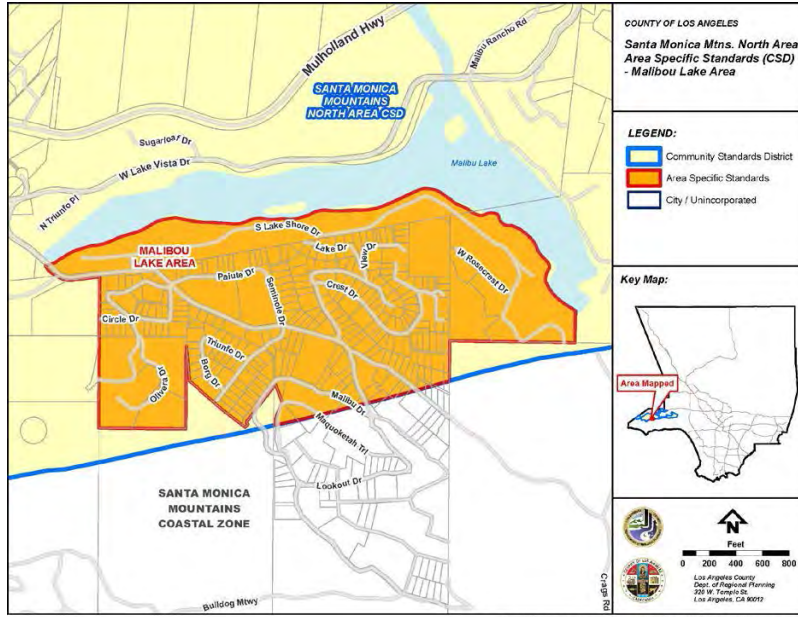 COUNTY OF LOS ANGELES
Santa Monica Mtns. North Area
Area Specific Standards (CSD)
- Malibou Lake Area
LEGEND:
Community Standards District
Area Specific Standards
City / Unincorporated
Key Map:
Area Mapped
N
Feet
0 200 400 600 800
Los Angeles County
Dept. of Regional Planning
320 W. Temple St.
Los Angeles, CA 90012
Mulholland Hwy
Malibu Rancho Rd
SANTA MONICA
MOUNTAINS
NORTH AREA CSD
Sugarloaf Dr
W Lake Vista Dr
Malibu Lake
N Triunfo Pl
S Lake Shore Dr
MALIBOU
LAKE AREA
Lake Dr
View Dr
W Rosecrest Dr
Paiute Dr
Seminole Dr
Crest Dr
Circle Dr
Triunfo Dr
Borg Dr
Olivera Dr
Malibu Dr
Maquoketah Trl
Lookout Dr
SANTA MONICA
MOUNTAINS
COASTAL ZONE
Bulldog Mtwy
Crags Rd